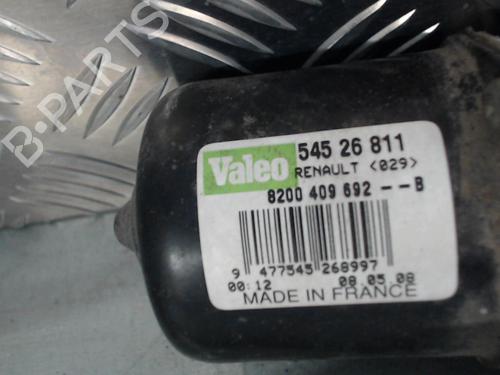 B-PARTS
Valeo 545 26 811
RENAULT <029>
8200 409 692 --B
9 477545 268997
00:12 08.05.08
MADE IN FRANCE